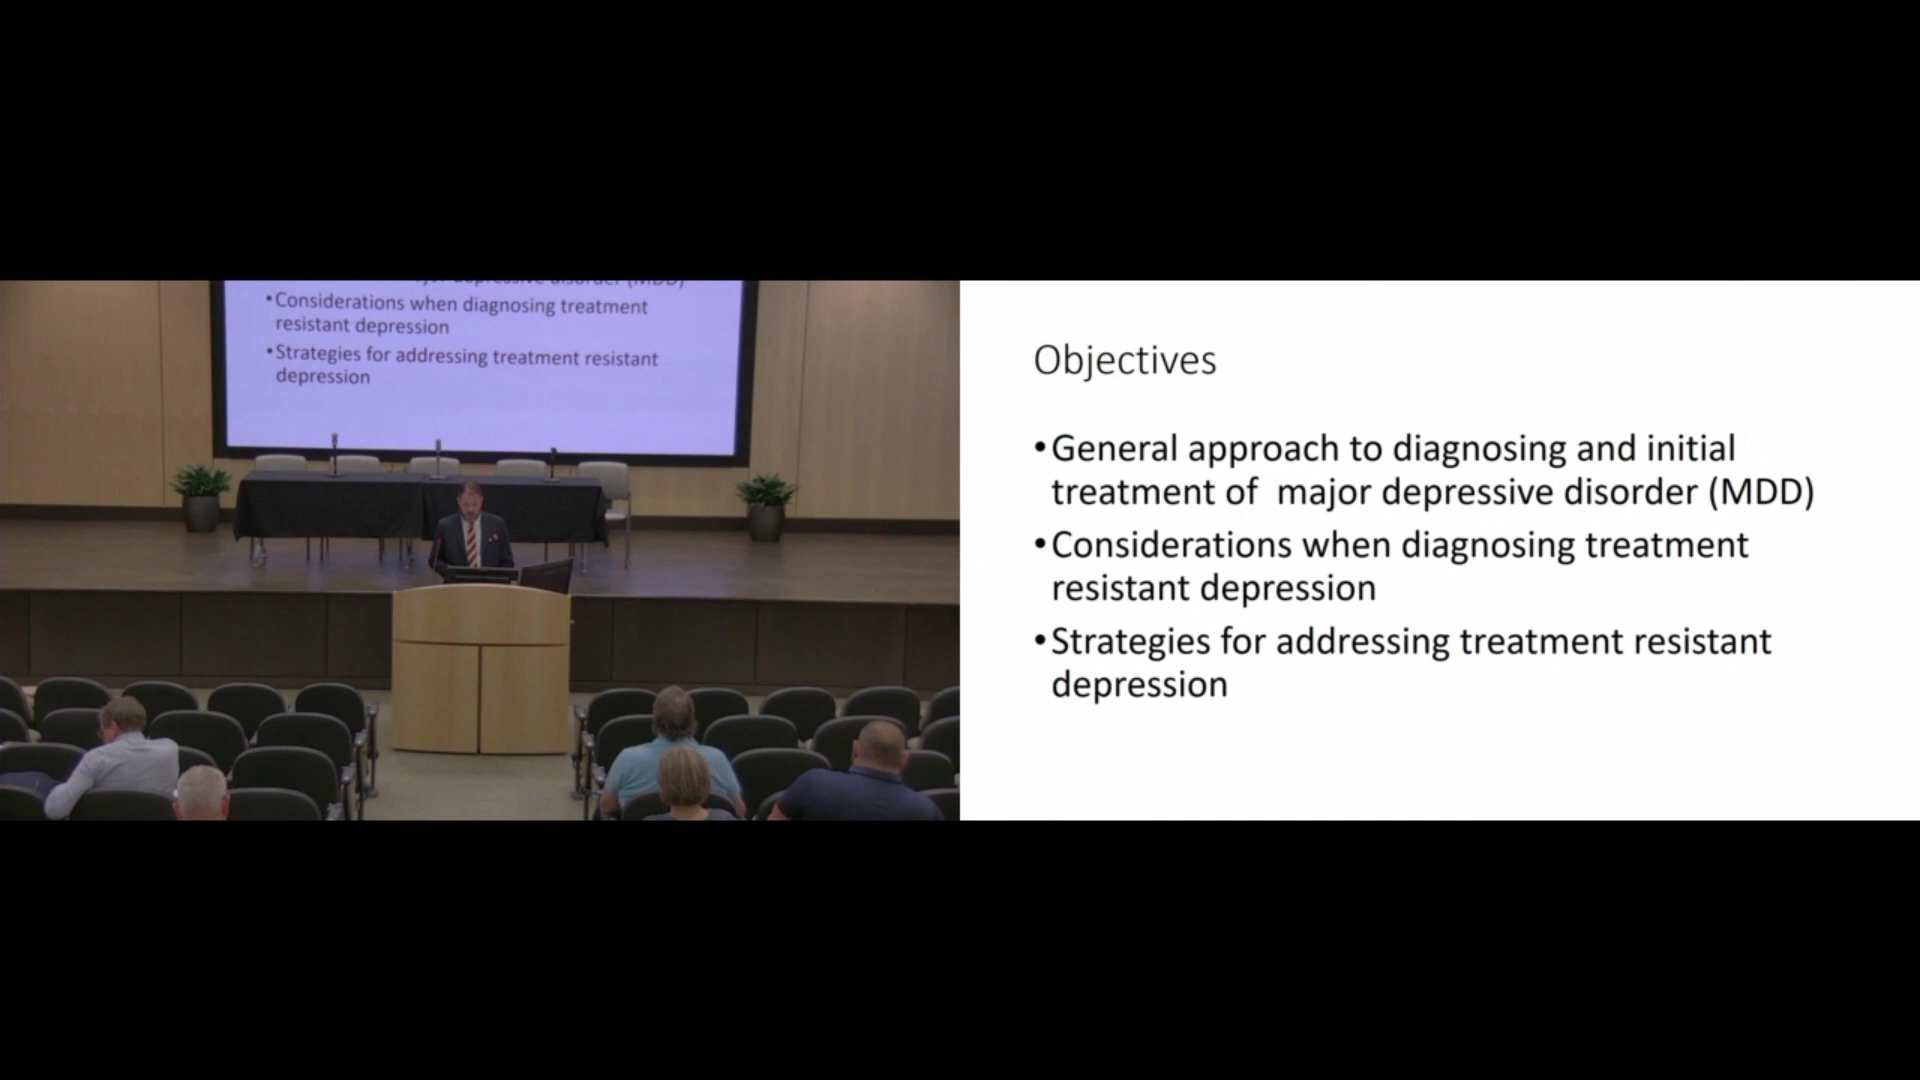 • Considerations when diagnosing treatment
resistant depression
• Strategies for addressing treatment resistant
depression
Objectives
• General approach to diagnosing and initial
treatment of major depressive disorder (MDD)
• Considerations when diagnosing treatment
resistant depression
• Strategies for addressing treatment resistant
depression